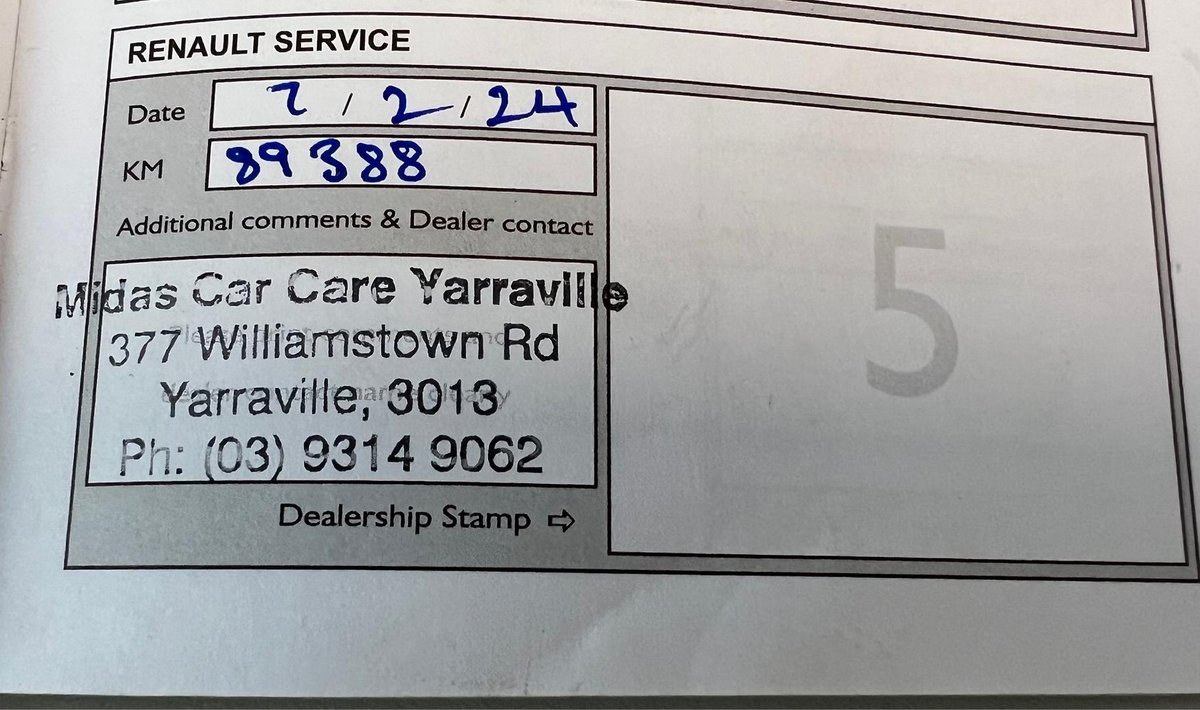 RENAULT SERVICE
Date 7 / 2 / 24
KM 89388
Additional comments & Dealer contact
Midas Car Care Yarraville
377 Williamstown Rd
Yarraville, 3013
Ph: (03) 9314 9062
Dealership Stamp ⇨
5